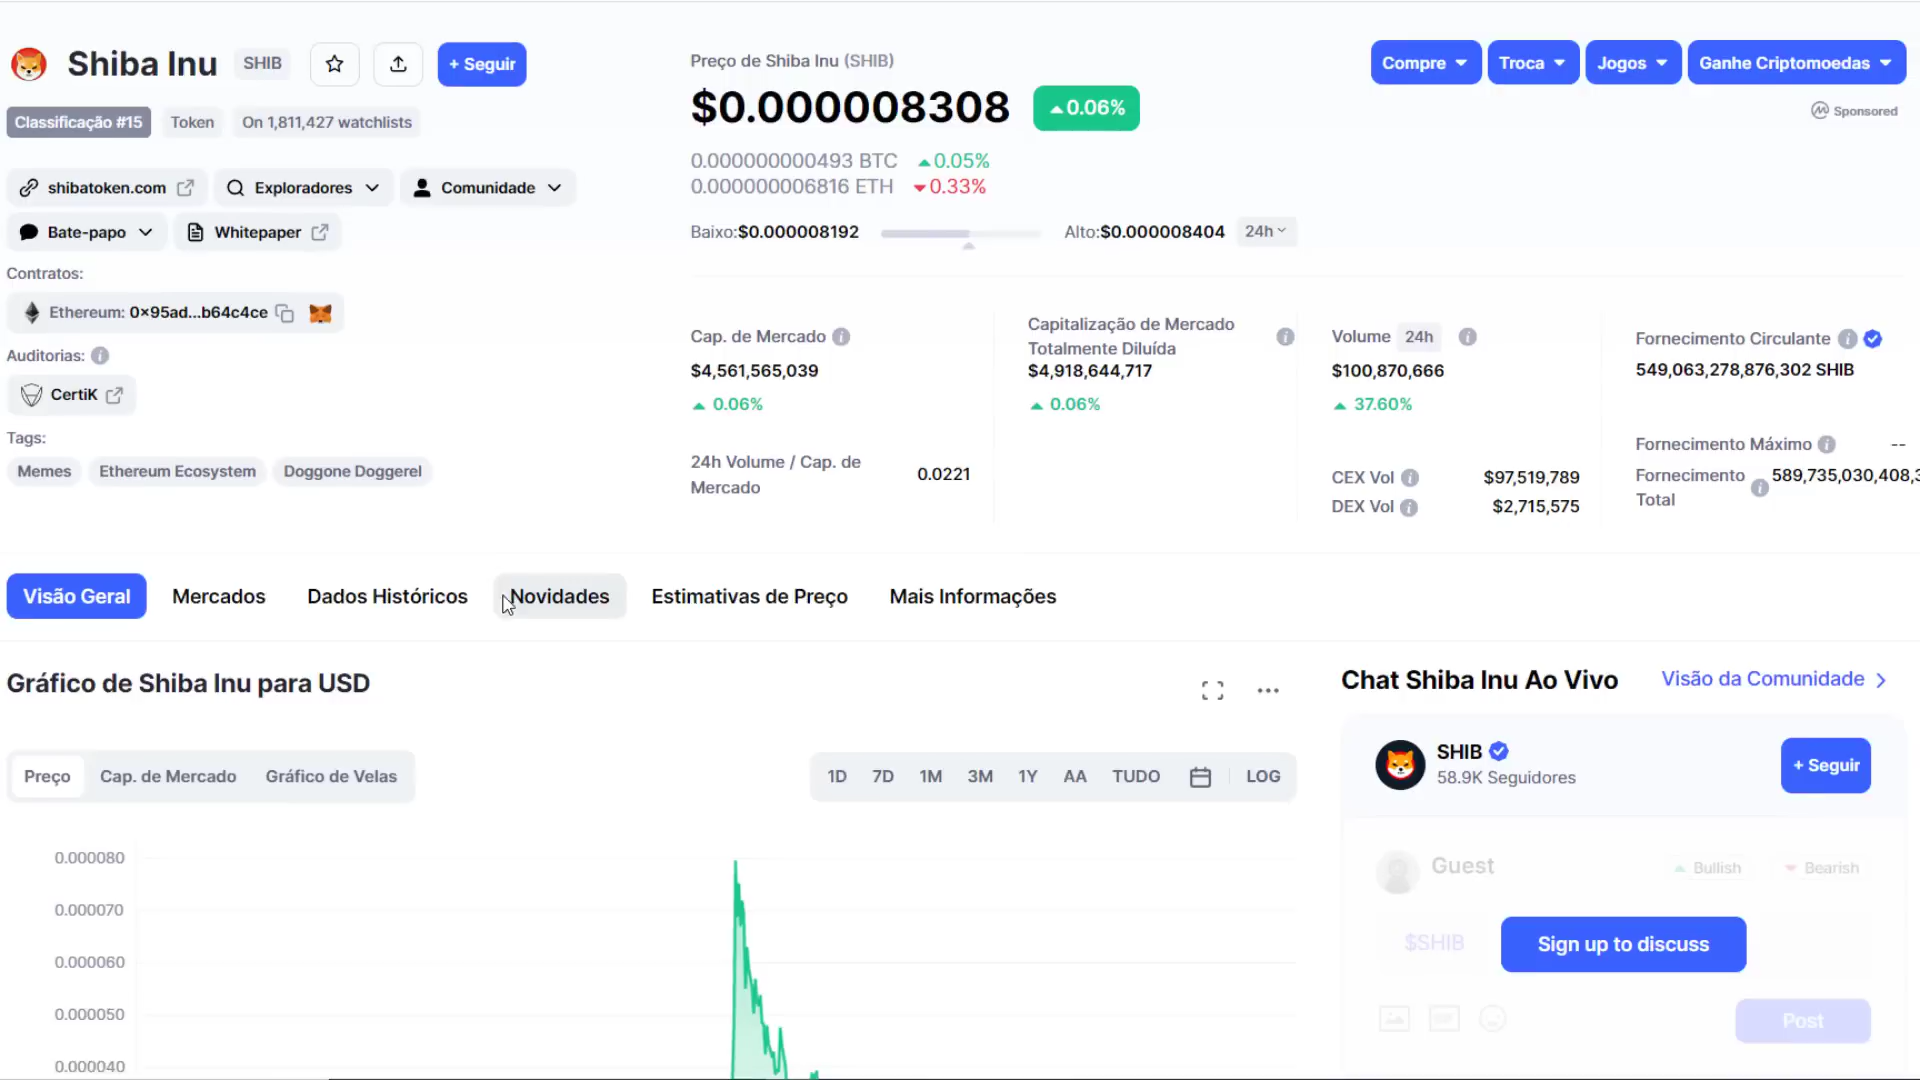 Shiba Inu SHIB + Seguir
Classificação #15 Token On 1,811,427 watchlists
shibatoken.com Exploradores Comunidade
Bate-papo Whitepaper
Contratos:
Ethereum: 0×95ad...b64c4ce
Auditorias:
CertiK
Tags:
Memes Ethereum Ecosystem Doggone Doggerel
Preço de Shiba Inu (SHIB)
$0.000008308 0.06%
0.000000000493 BTC 0.05%
0.000000006816 ETH 0.33%
Baixo:$0.000008192 Alto:$0.000008404 24h
Compre Troca Jogos Ganhe Criptomoedas
Sponsored
Cap. de Mercado
$4,561,565,039
0.06%
24h Volume / Cap. de
Mercado
0.0221
Capitalização de Mercado
Totalmente Diluída
$4,918,644,717
0.06%
Volume 24h
$100,870,666
37.60%
CEX Vol $97,519,789
DEX Vol $2,715,575
Fornecimento Circulante
549,063,278,876,302 SHIB
Fornecimento Máximo --
Fornecimento
Total
589,735,030,408,3
Visão Geral Mercados Dados Históricos Novidades Estimativas de Preço Mais Informações
Gráfico de Shiba Inu para USD
Preço Cap. de Mercado Gráfico de Velas
1D 7D 1M 3M 1Y AA TUDO LOG
0.000080
0.000070
0.000060
0.000050
0.000040
Chat Shiba Inu Ao Vivo Visão da Comunidade
SHIB
58.9K Seguidores
+ Seguir
Guest Bullish Bearish
$SHIB
Sign up to discuss
Post